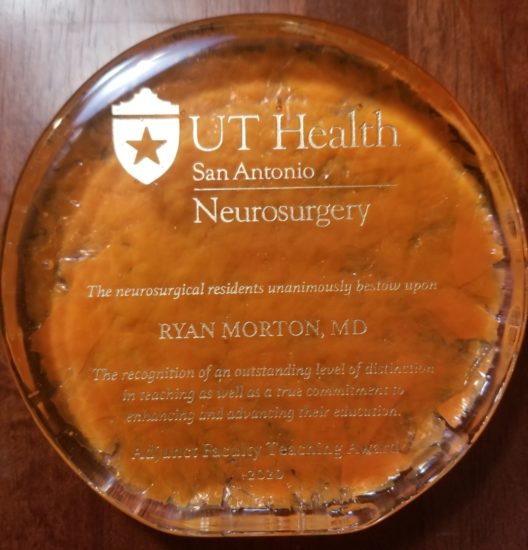 UT Health
San Antonio
Neurosurgery
The neurosurgical residents unanimously bestow upon
RYAN MORTON, MD
The recognition of an outstanding level of distinction
in teaching as well as a true commitment to
enhancing and advancing their education.
Adjunct Faculty Teaching Award
2020